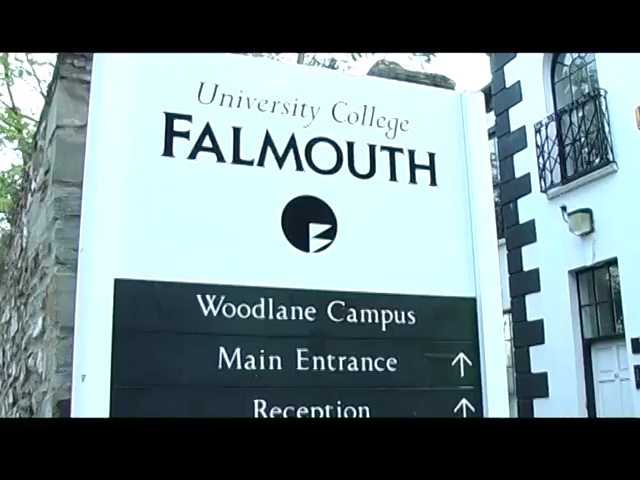 University College
FALMOUTH
Woodlane Campus
Main Entrance ↑
Reception ↑